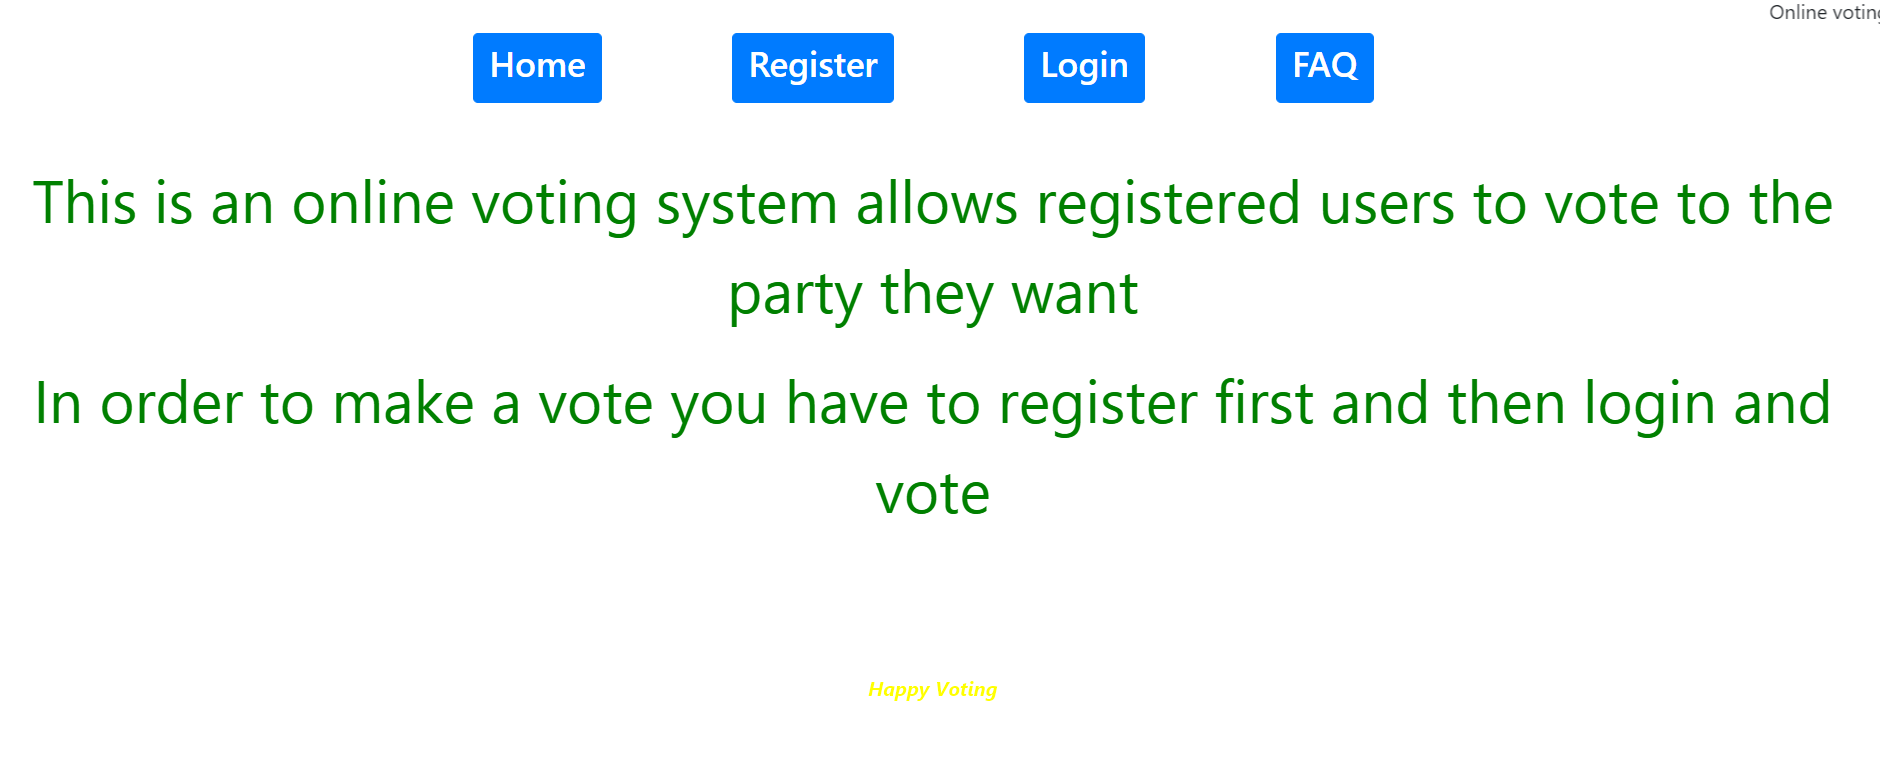 Online voting
Home Register Login FAQ
This is an online voting system allows registered users to vote to the
party they want
In order to make a vote you have to register first and then login and
vote
Happy Voting